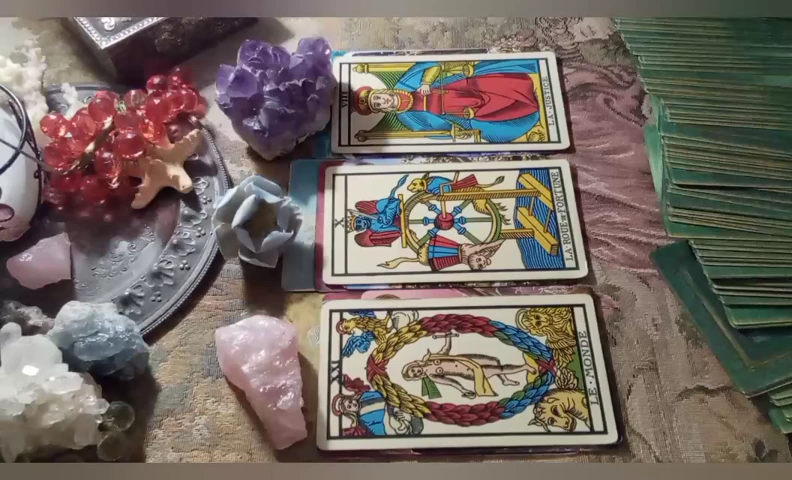 VIII
LA JUSTICE
X
LA ROUE DE FORTUNE
XXI
LE·MONDE